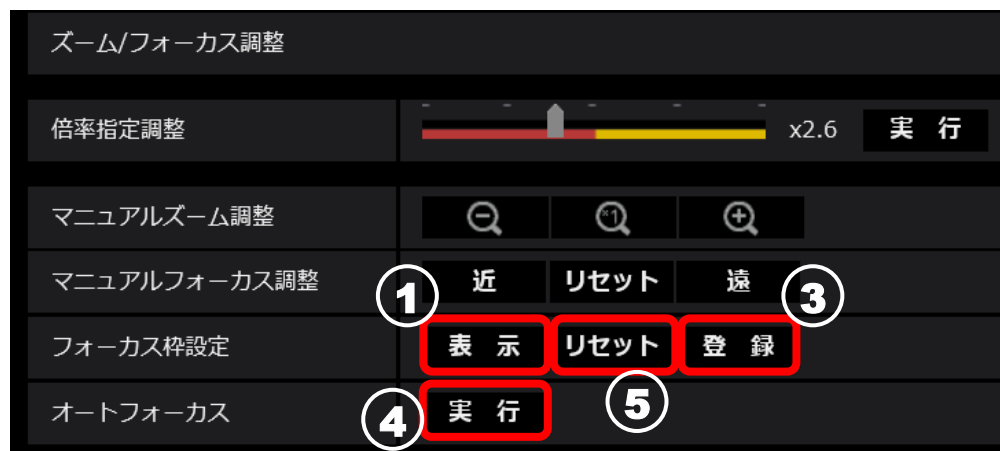 ズーム/フォーカス調整
倍率指定調整 x2.6 実 行
マニュアルズーム調整 ×1
マニュアルフォーカス調整 ① 近 リセット 遠 ③
フォーカス枠設定 表 示 リセット 登 録
オートフォーカス ④ 実 行 ⑤